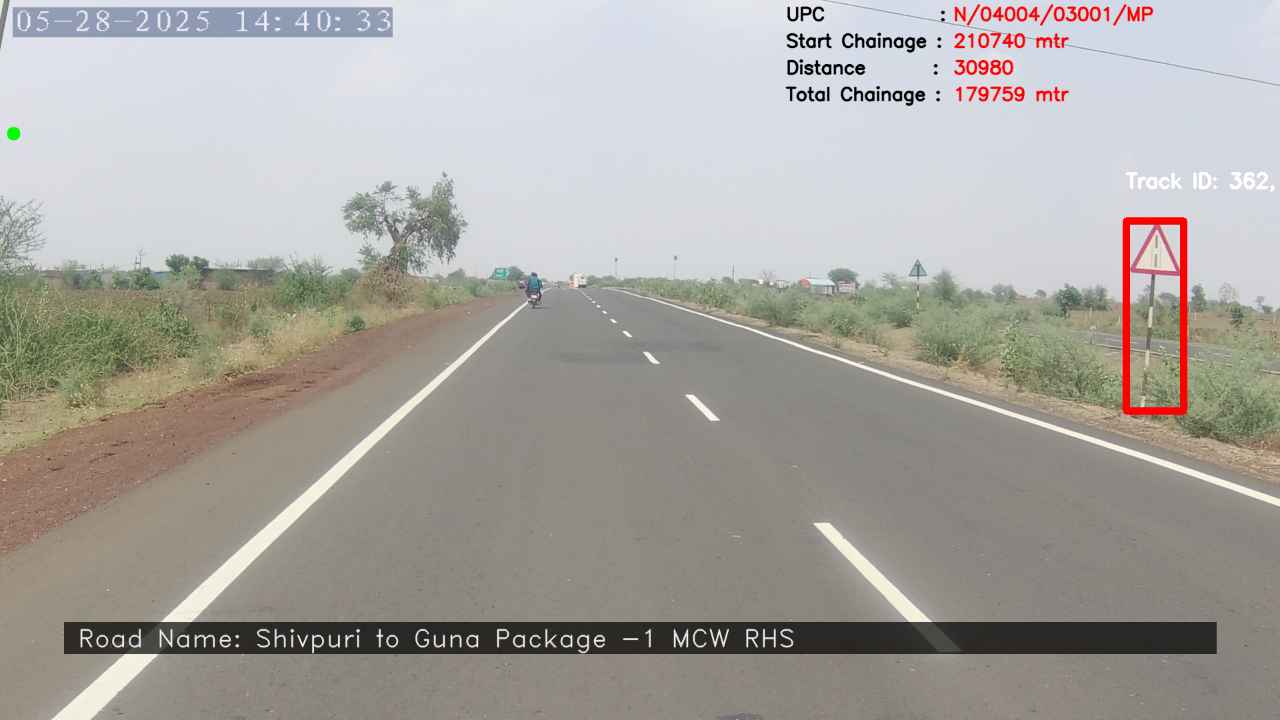 05-28-2025 14:40:33
UPC : N/04004/03001/MP
Start Chainage : 210740 mtr
Distance : 30980
Total Chainage : 179759 mtr
Track ID: 362,
Road Name: Shivpuri to Guna Package -1 MCW RHS